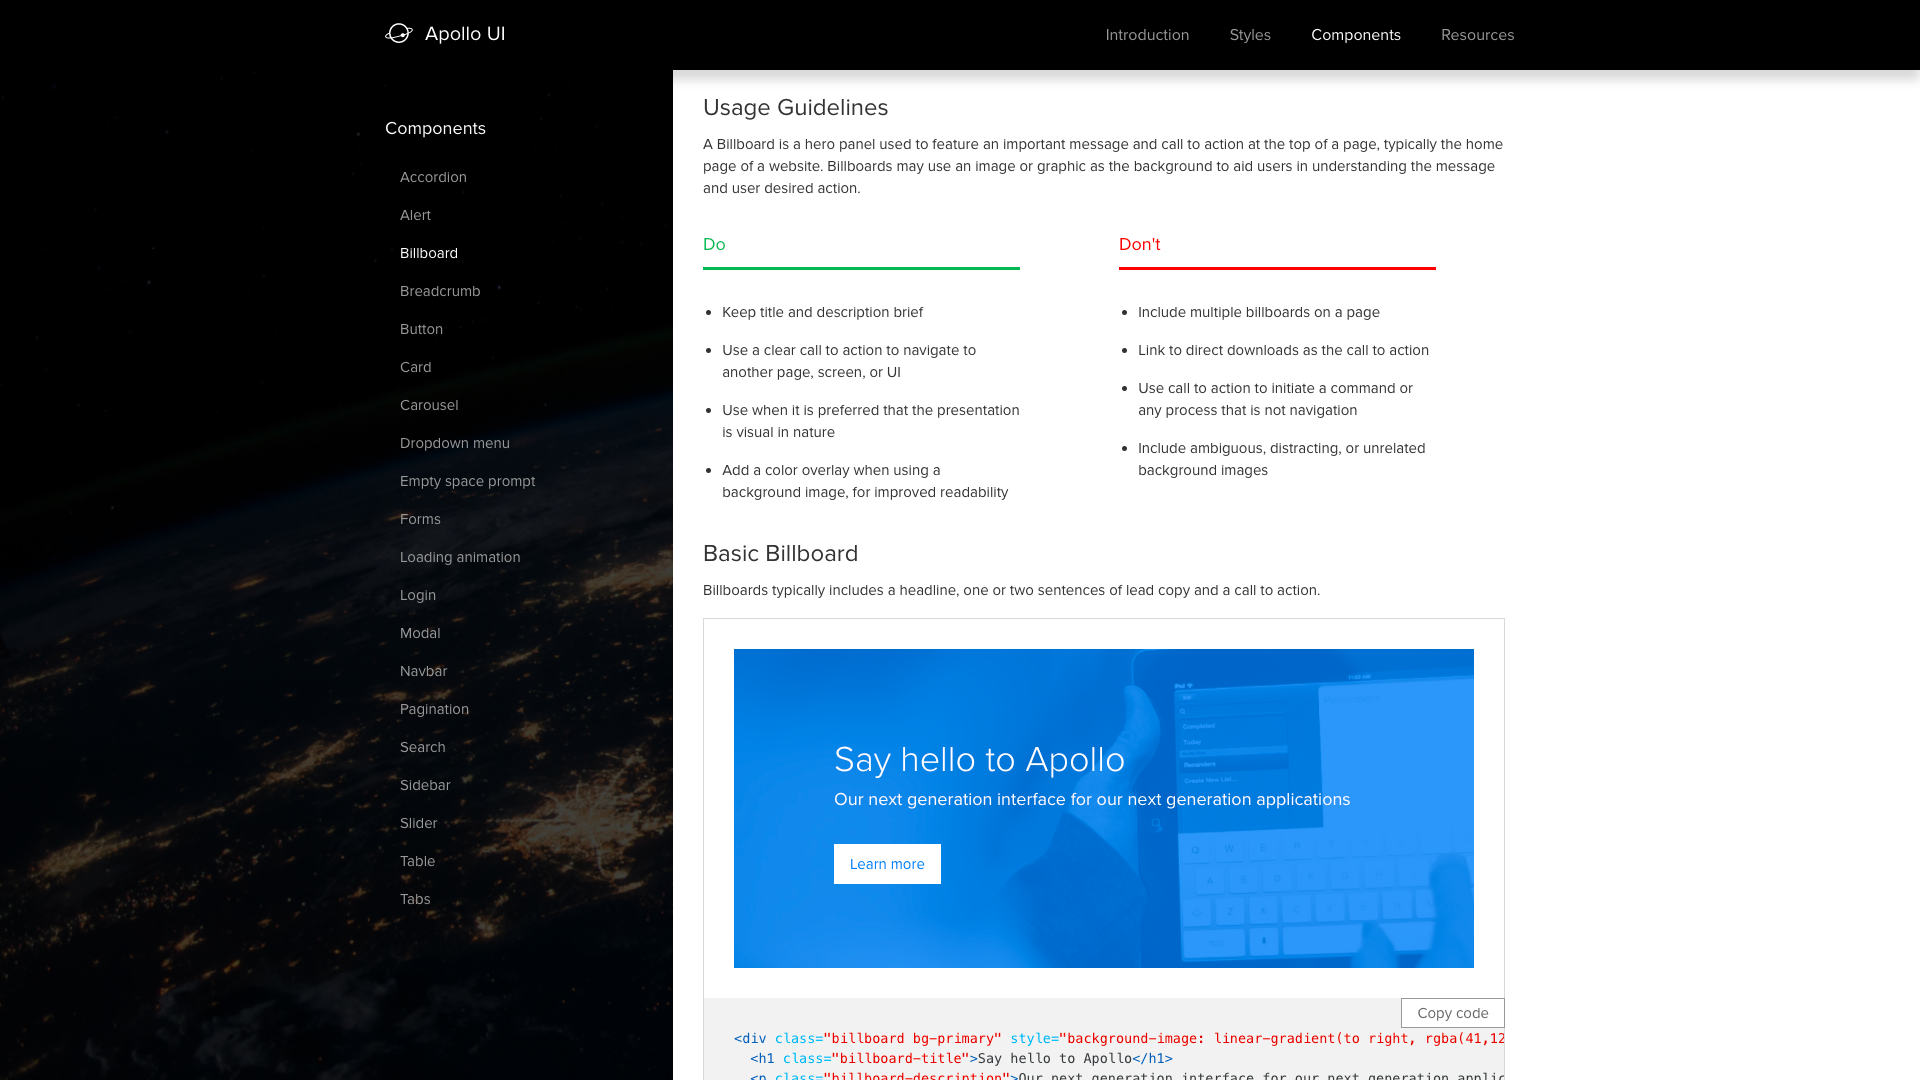 Apollo UI
Introduction
Styles
Components
Resources
Components
Accordion
Alert
Billboard
Breadcrumb
Button
Card
Carousel
Dropdown menu
Empty space prompt
Forms
Loading animation
Login
Modal
Navbar
Pagination
Search
Sidebar
Slider
Table
Tabs
Usage Guidelines
A Billboard is a hero panel used to feature an important message and call to action at the top of a page, typically the home
page of a website. Billboards may use an image or graphic as the background to aid users in understanding the message
and user desired action.
Do
Keep title and description brief
Use a clear call to action to navigate to
another page, screen, or UI
Use when it is preferred that the presentation
is visual in nature
Add a color overlay when using a
background image, for improved readability
Don't
Include multiple billboards on a page
Link to direct downloads as the call to action
Use call to action to initiate a command or
any process that is not navigation
Include ambiguous, distracting, or unrelated
background images
Basic Billboard
Billboards typically includes a headline, one or two sentences of lead copy and a call to action.
iPad
11:03 AM
Completed
Today
Reminders
Create New List...
Say hello to Apollo
Our next generation interface for our next generation applications
Learn more
Copy code
<div class="billboard bg-primary" style="background-image: linear-gradient(to right, rgba(41,12
<h1 class="billboard-title">Say hello to Apollo</h1>
<p class="billboard-description">Our next generation interface for our next generation applic